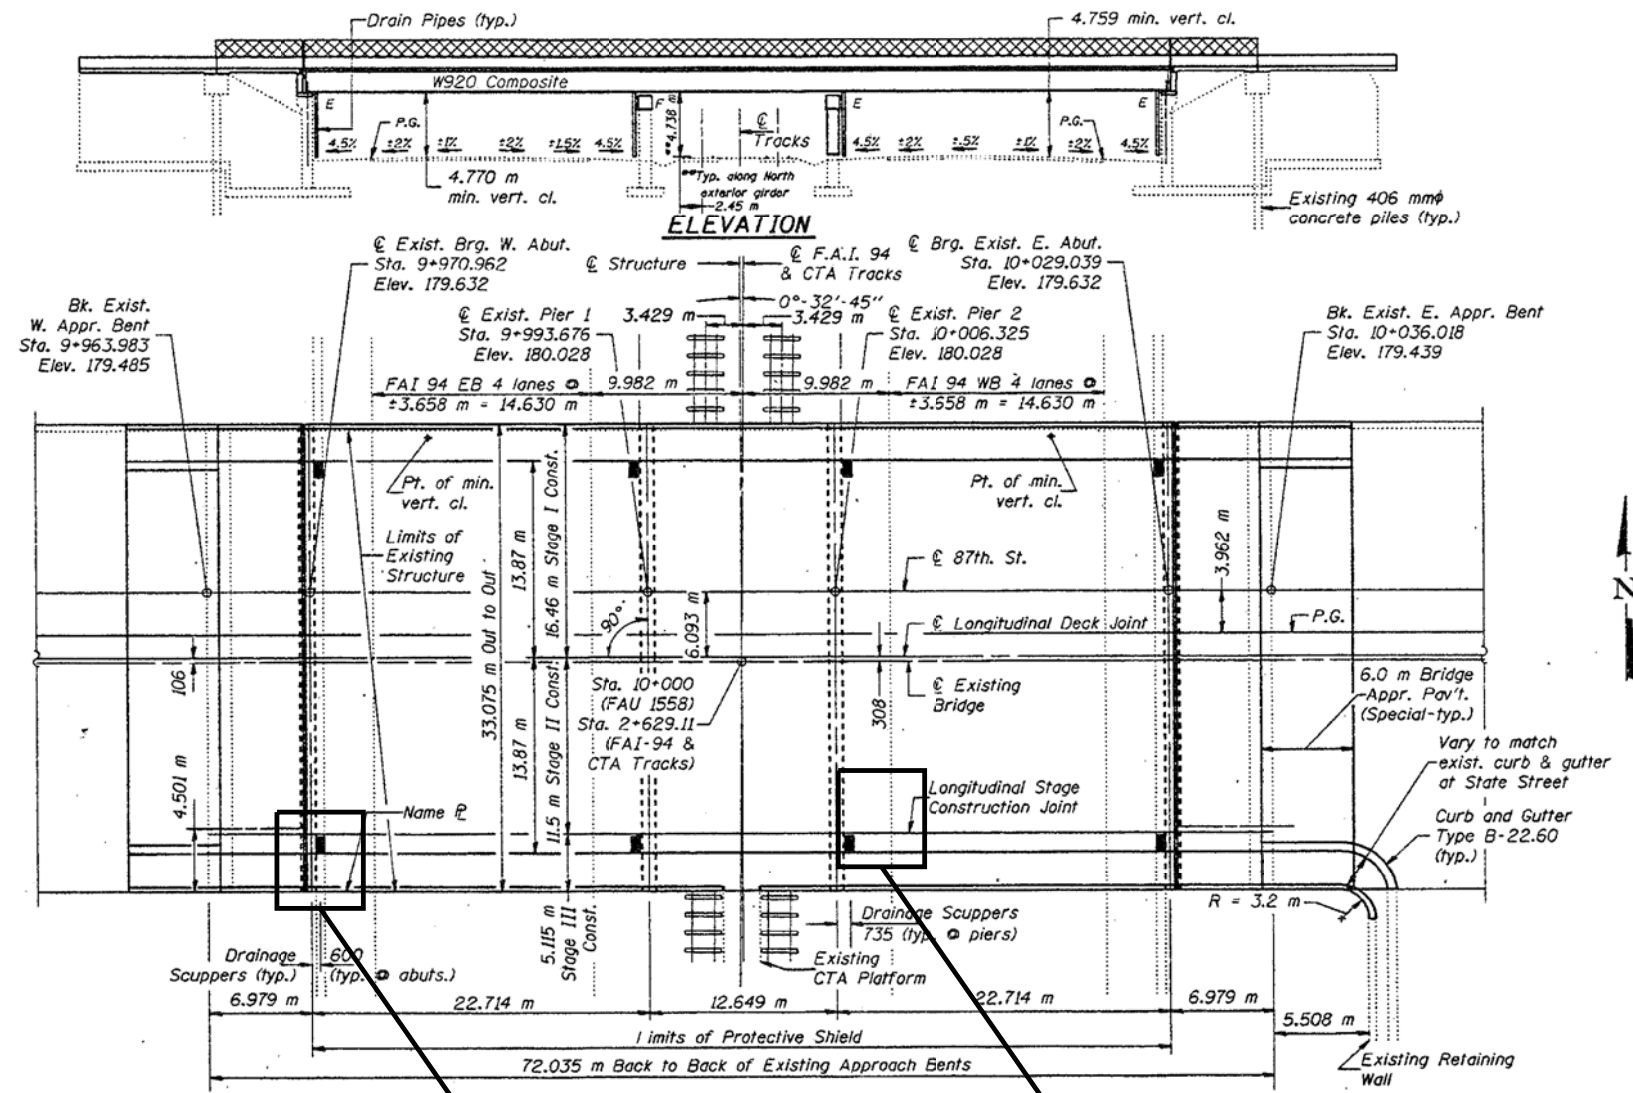 Drain Pipes (typ.)
4.759 min. vert. cl.
W920 Composite
E
F
E
E
P.G.
4.5%
±2%
±1%
±2%
±1.5%
4.5%
**4.738 m
℄
Tracks
4.5%
±2%
±.5%
±1%
P.G.
±2%
4.5%
4.770 m
min. vert. cl.
**Typ. along North
exterior girder
2.45 m
Existing 406 mmϕ
concrete piles (typ.)
ELEVATION
℄ Exist. Brg. W. Abut.
Sta. 9+970.962
Elev. 179.632
℄ Structure
℄ F.A.I. 94
& CTA Tracks
℄ Brg. Exist. E. Abut.
Sta. 10+029.039
Elev. 179.632
0°-32'-45"
Bk. Exist.
W. Appr. Bent
Sta. 9+963.983
Elev. 179.485
℄ Exist. Pier 1
Sta. 9+993.676
Elev. 180.028
3.429 m
3.429 m
℄ Exist. Pier 2
Sta. 10+006.325
Elev. 180.028
Bk. Exist. E. Appr. Bent
Sta. 10+036.018
Elev. 179.439
FAI 94 EB 4 lanes @
±3.658 m = 14.630 m
9.982 m
9.982 m
FAI 94 WB 4 lanes @
±3.658 m = 14.630 m
Pt. of min.
vert. cl.
Pt. of min.
vert. cl.
Limits of
Existing
Structure
33.075 m Out to Out
13.87 m
16.46 m Stage I Const.
90°
6.093 m
℄ 87th. St.
3.962 m
N
℄ Longitudinal Deck Joint
P.G.
106
Sta. 10+000
(FAU 1558)
Sta. 2+629.11
(FAI-94 &
CTA Tracks)
308
℄ Existing
Bridge
6.0 m Bridge
Appr. Pav't.
(Special-typ.)
13.87 m
11.5 m Stage II Const.
4.501 m
Name ℙL
Longitudinal Stage
Construction Joint
Vary to match
exist. curb & gutter
at State Street
Curb and Gutter
Type B-22.60
(typ.)
R = 3.2 m
5.115 m
Stage III
Const.
Drainage Scuppers
735 (typ. @ piers)
Drainage
Scuppers (typ.)
600
(typ. @ abuts.)
Existing
CTA Platform
6.979 m
22.714 m
12.649 m
22.714 m
6.979 m
5.508 m
Limits of Protective Shield
72.035 m Back to Back of Existing Approach Bents
Existing Retaining
Wall